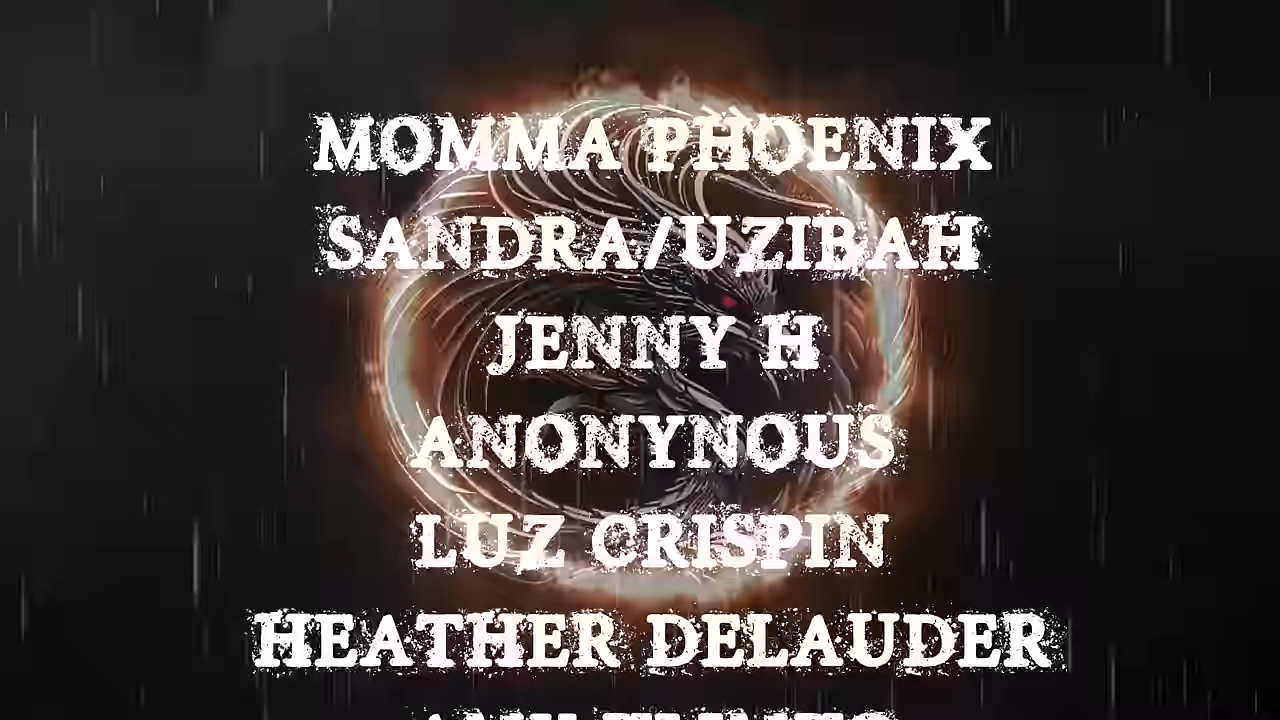 MOMMA PHOENIX
SANDRA/UZIBAH
JENNY H
ANONYNOUS
LUZ CRISPIN
HEATHER DELAUDER